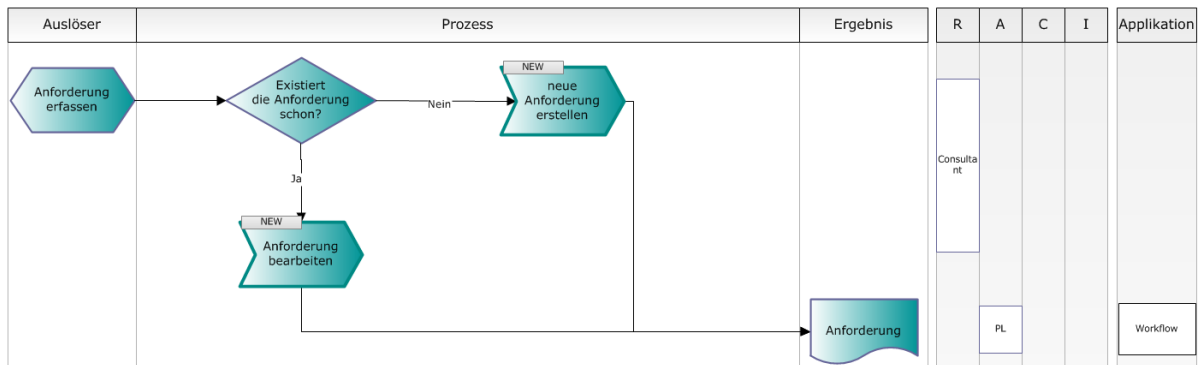 Auslöser
Prozess
Ergebnis
R
A
C
I
Applikation
Anforderung
erfassen
Existiert
die Anforderung
schon?
Nein
NEW
neue
Anforderung
erstellen
Consulta
nt
Ja
NEW
Anforderung
bearbeiten
Anforderung
PL
Workflow